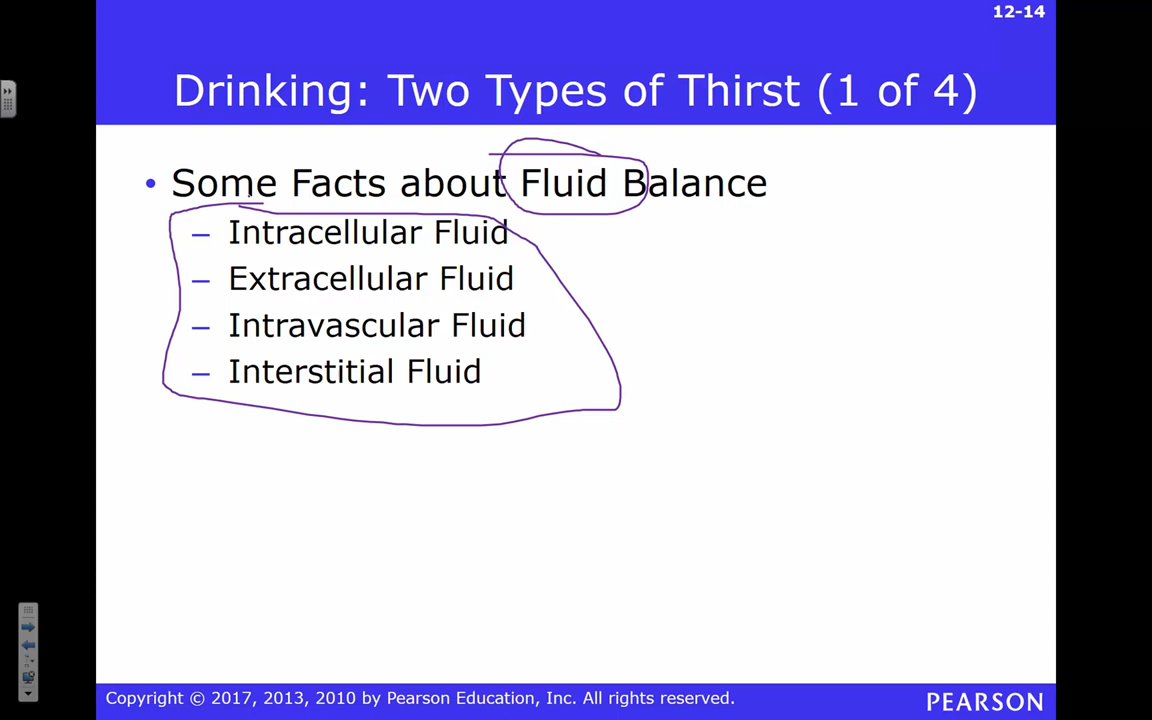 12-14
Drinking: Two Types of Thirst (1 of 4)
• Some Facts about Fluid Balance
– Intracellular Fluid
– Extracellular Fluid
– Intravascular Fluid
– Interstitial Fluid
Copyright © 2017, 2013, 2010 by Pearson Education, Inc. All rights reserved.
PEARSON